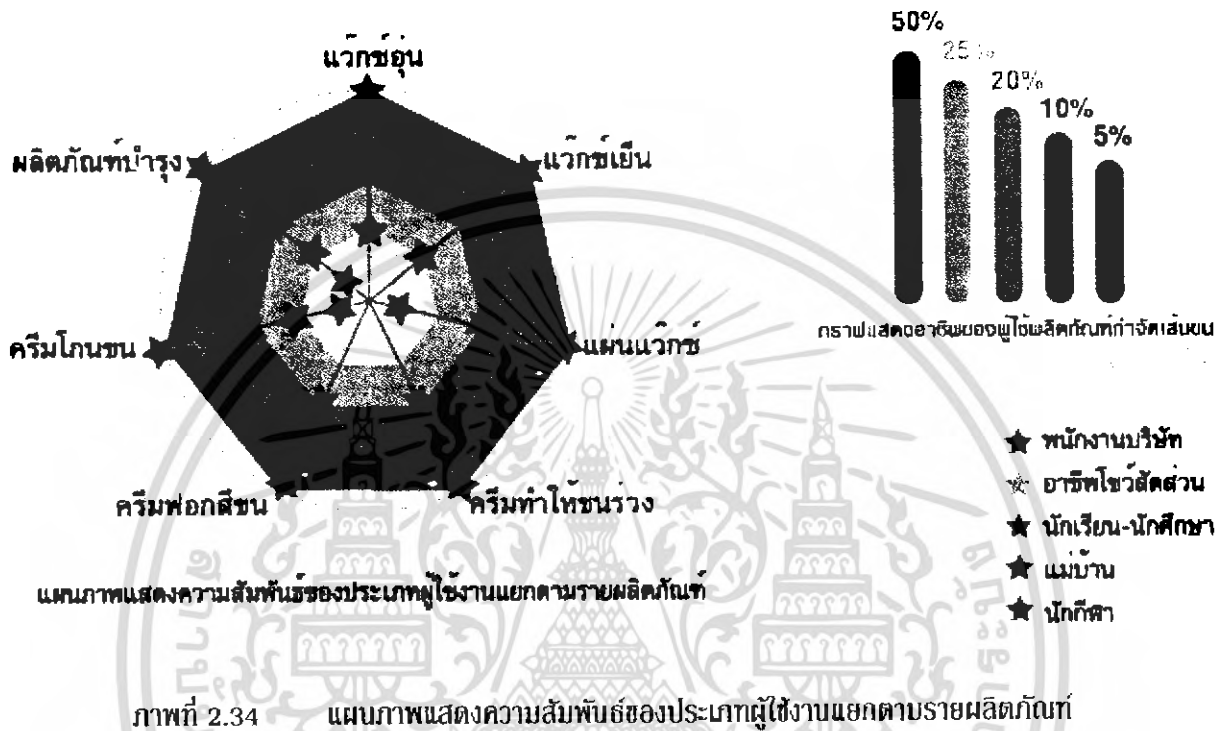 แว๊กซ์อุ่น
ผลิตภัณฑ์บำรุง
แว๊กซ์เย็น
ครีมโกนขน
แผ่นแว๊กซ์
ครีมฟอกสีขน
ครีมทำให้ขนร่วง
แผนภาพแสดงความสัมพันธ์ของประเภทผู้ใช้งานแยกตามรายผลิตภัณฑ์
50%
25%
20%
10%
5%
กราฟแสดงอาชีพของผู้ใช้ผลิตภัณฑ์กำจัดเส้นขน
พนักงานบริษัท
อาชีพโชว์สัดส่วน
นักเรียน-นักศึกษา
แม่บ้าน
นักกีฬา
ภาพที่ 2.34 แผนภาพแสดงความสัมพันธ์ของประเภทผู้ใช้งานแยกตามรายผลิตภัณฑ์